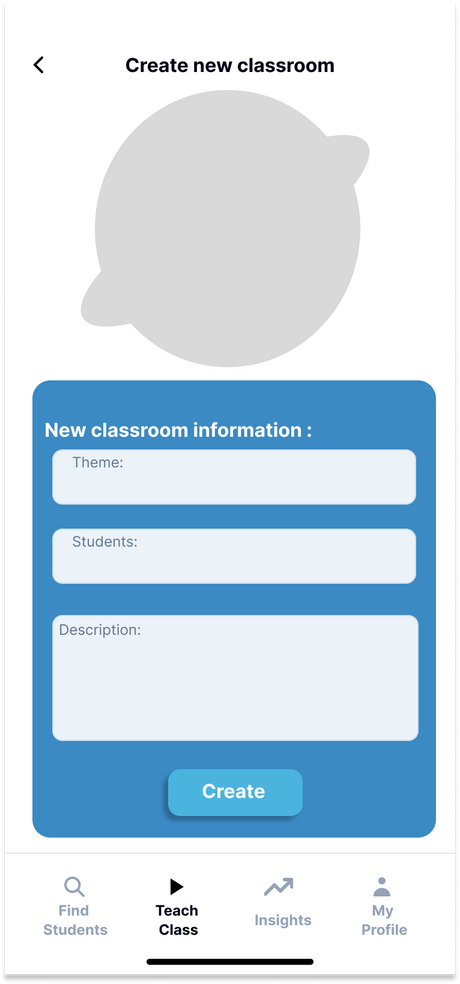 Create new classroom
New classroom information :
Theme:
Students:
Description:
Create
Find
Students
Teach
Class
Insights
My
Profile